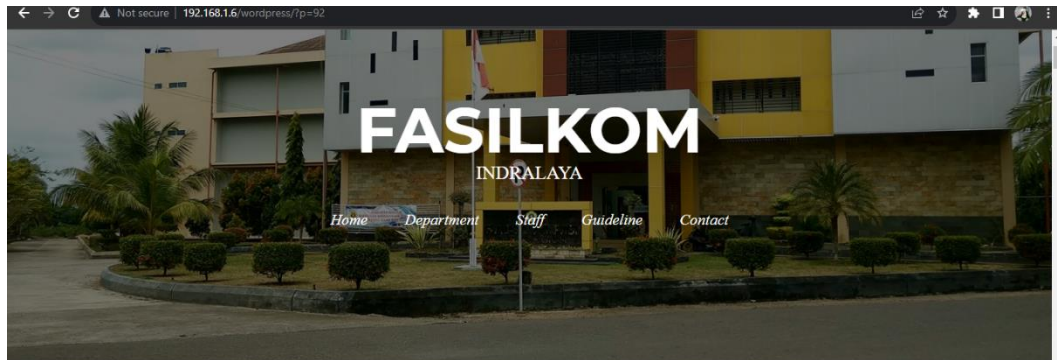 Not secure | 192.168.1.6/wordpress/?p=92
FASILKOM
INDRALAYA
Home Department Staff Guideline Contact